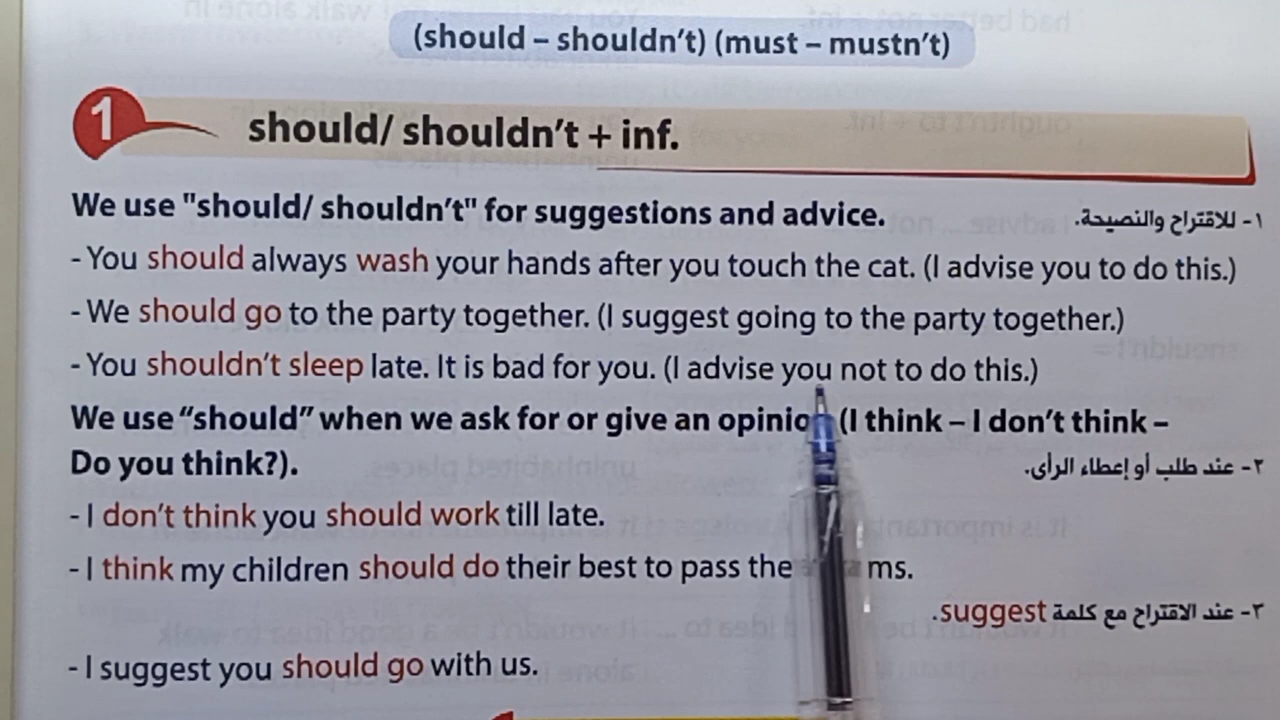 (should – shouldn't) (must – mustn't)
1 should/ shouldn't + inf.
We use "should/ shouldn't" for suggestions and advice. ١- للاقتراح والنصيحة.
- You should always wash your hands after you touch the cat. (I advise you to do this.)
- We should go to the party together. (I suggest going to the party together.)
- You shouldn't sleep late. It is bad for you. (I advise you not to do this.)
We use “should” when we ask for or give an opinio (I think – I don't think –
Do you think?). ٢- عند طلب أو إعطاء الرأى.
- I don't think you should work till late.
- I think my children should do their best to pass the ms.
٣- عند الاقتراح مع كلمة suggest.
- I suggest you should go with us.